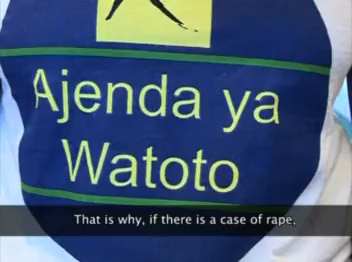 Ajenda ya
Watoto
That is why, if there is a case of rape,